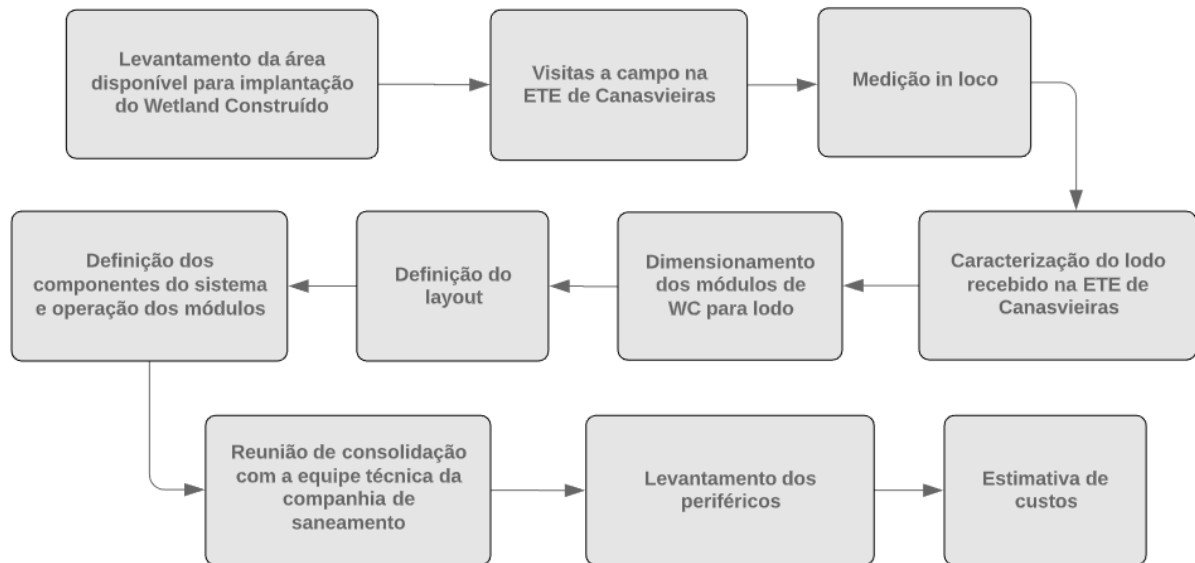 Levantamento da área
disponível para implantação
do Wetland Construído
Visitas a campo na
ETE de Canasvieiras
Medição in loco
Caracterização do lodo
recebido na ETE de
Canasvieiras
Dimensionamento
dos módulos de
WC para lodo
Definição do
layout
Definição dos
componentes do sistema
e operação dos módulos
Reunião de consolidação
com a equipe técnica da
companhia de
saneamento
Levantamento dos
periféricos
Estimativa de
custos